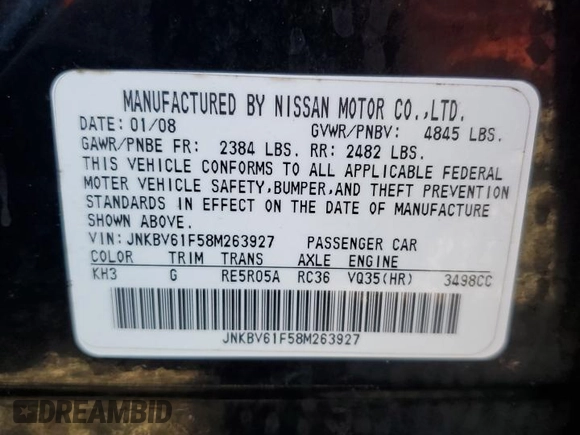 MANUFACTURED BY NISSAN MOTOR CO.,LTD.
DATE: 01/08 GVWR/PNBV: 4845 LBS.
GAWR/PNBE FR: 2384 LBS. RR: 2482 LBS.
THIS VEHICLE CONFORMS TO ALL APPLICABLE FEDERAL
MOTER VEHICLE SAFETY,BUMPER,AND THEFT PREVENTION
STANDARDS IN EFFECT ON THE DATE OF MANUFACTURE
SHOWN ABOVE.
VIN: JNKBV61F58M263927 PASSENGER CAR
COLOR TRIM TRANS AXLE ENGINE
KH3 G RE5R05A RC36 VQ35(HR) 3498CC
JNKBV61F58M263927
DREAMBID